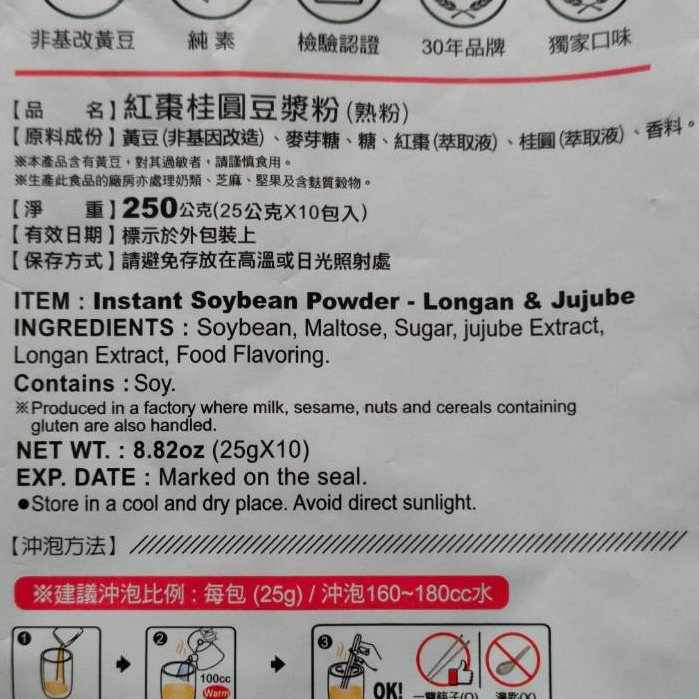 非基改黃豆 純素 檢驗認證 30年品牌 獨家口味
【品 名】紅棗桂圓豆漿粉(熟粉)
【原料成份】黃豆(非基因改造)、麥芽糖、糖、紅棗(萃取液)、桂圓(萃取液)、香料。
※本產品含有黃豆，對其過敏者，請謹慎食用。
※生產此食品的廠房亦處理奶類、芝麻、堅果及含麩質穀物。
【淨 重】250公克(25公克X10包入)
【有效日期】標示於外包裝上
【保存方式】請避免存放在高溫或日光照射處
ITEM : Instant Soybean Powder - Longan & Jujube
INGREDIENTS : Soybean, Maltose, Sugar, jujube Extract,
Longan Extract, Food Flavoring.
Contains : Soy.
※Produced in a factory where milk, sesame, nuts and cereals containing
gluten are also handled.
NET WT. : 8.82oz (25gX10)
EXP. DATE : Marked on the seal.
●Store in a cool and dry place. Avoid direct sunlight.
【沖泡方法】
※建議沖泡比例：每包 (25g) / 沖泡160~180cc水
1 2 3
100cc
Warm
OK! 一雙筷子(O) 湯匙(X)